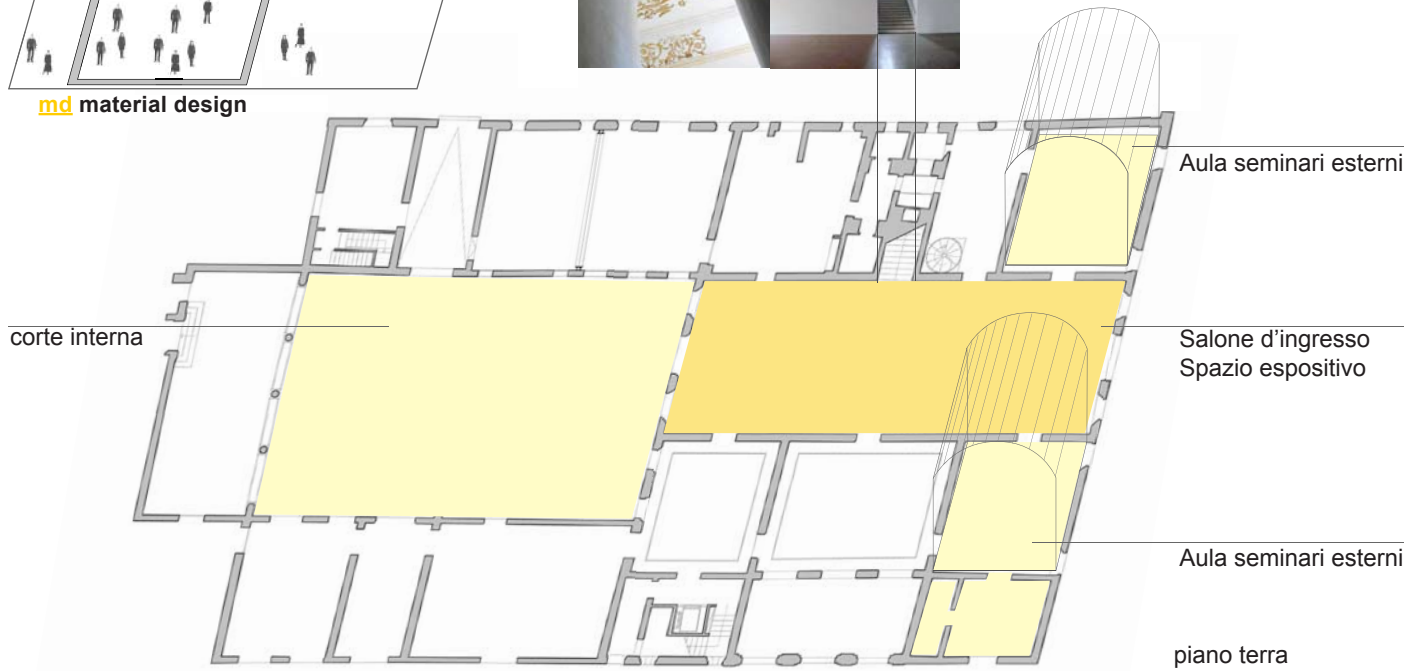 md material design
Aula seminari esterni
corte interna
Salone d'ingresso
Spazio espositivo
Aula seminari esterni
piano terra